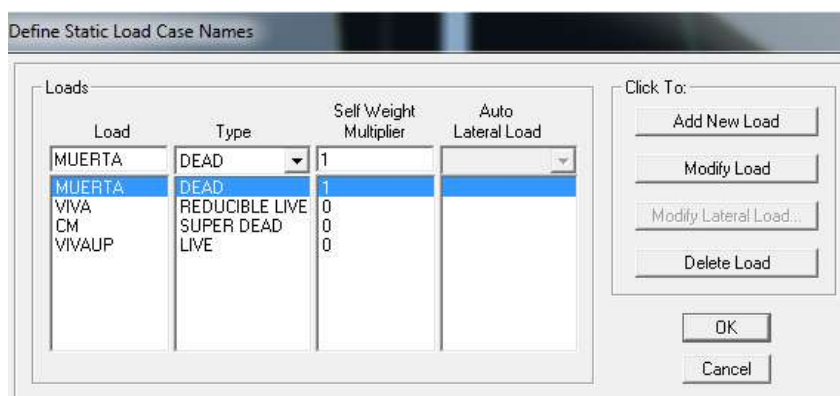 Define Static Load Case Names
Loads
Click To:
Load Type Self Weight Multiplier Auto Lateral Load
MUERTA DEAD 1
MUERTA DEAD 1
VIVA REDUCIBLE LIVE 0
CM SUPER DEAD 0
VIVAUP LIVE 0
Add New Load
Modify Load
Modify Lateral Load...
Delete Load
OK
Cancel